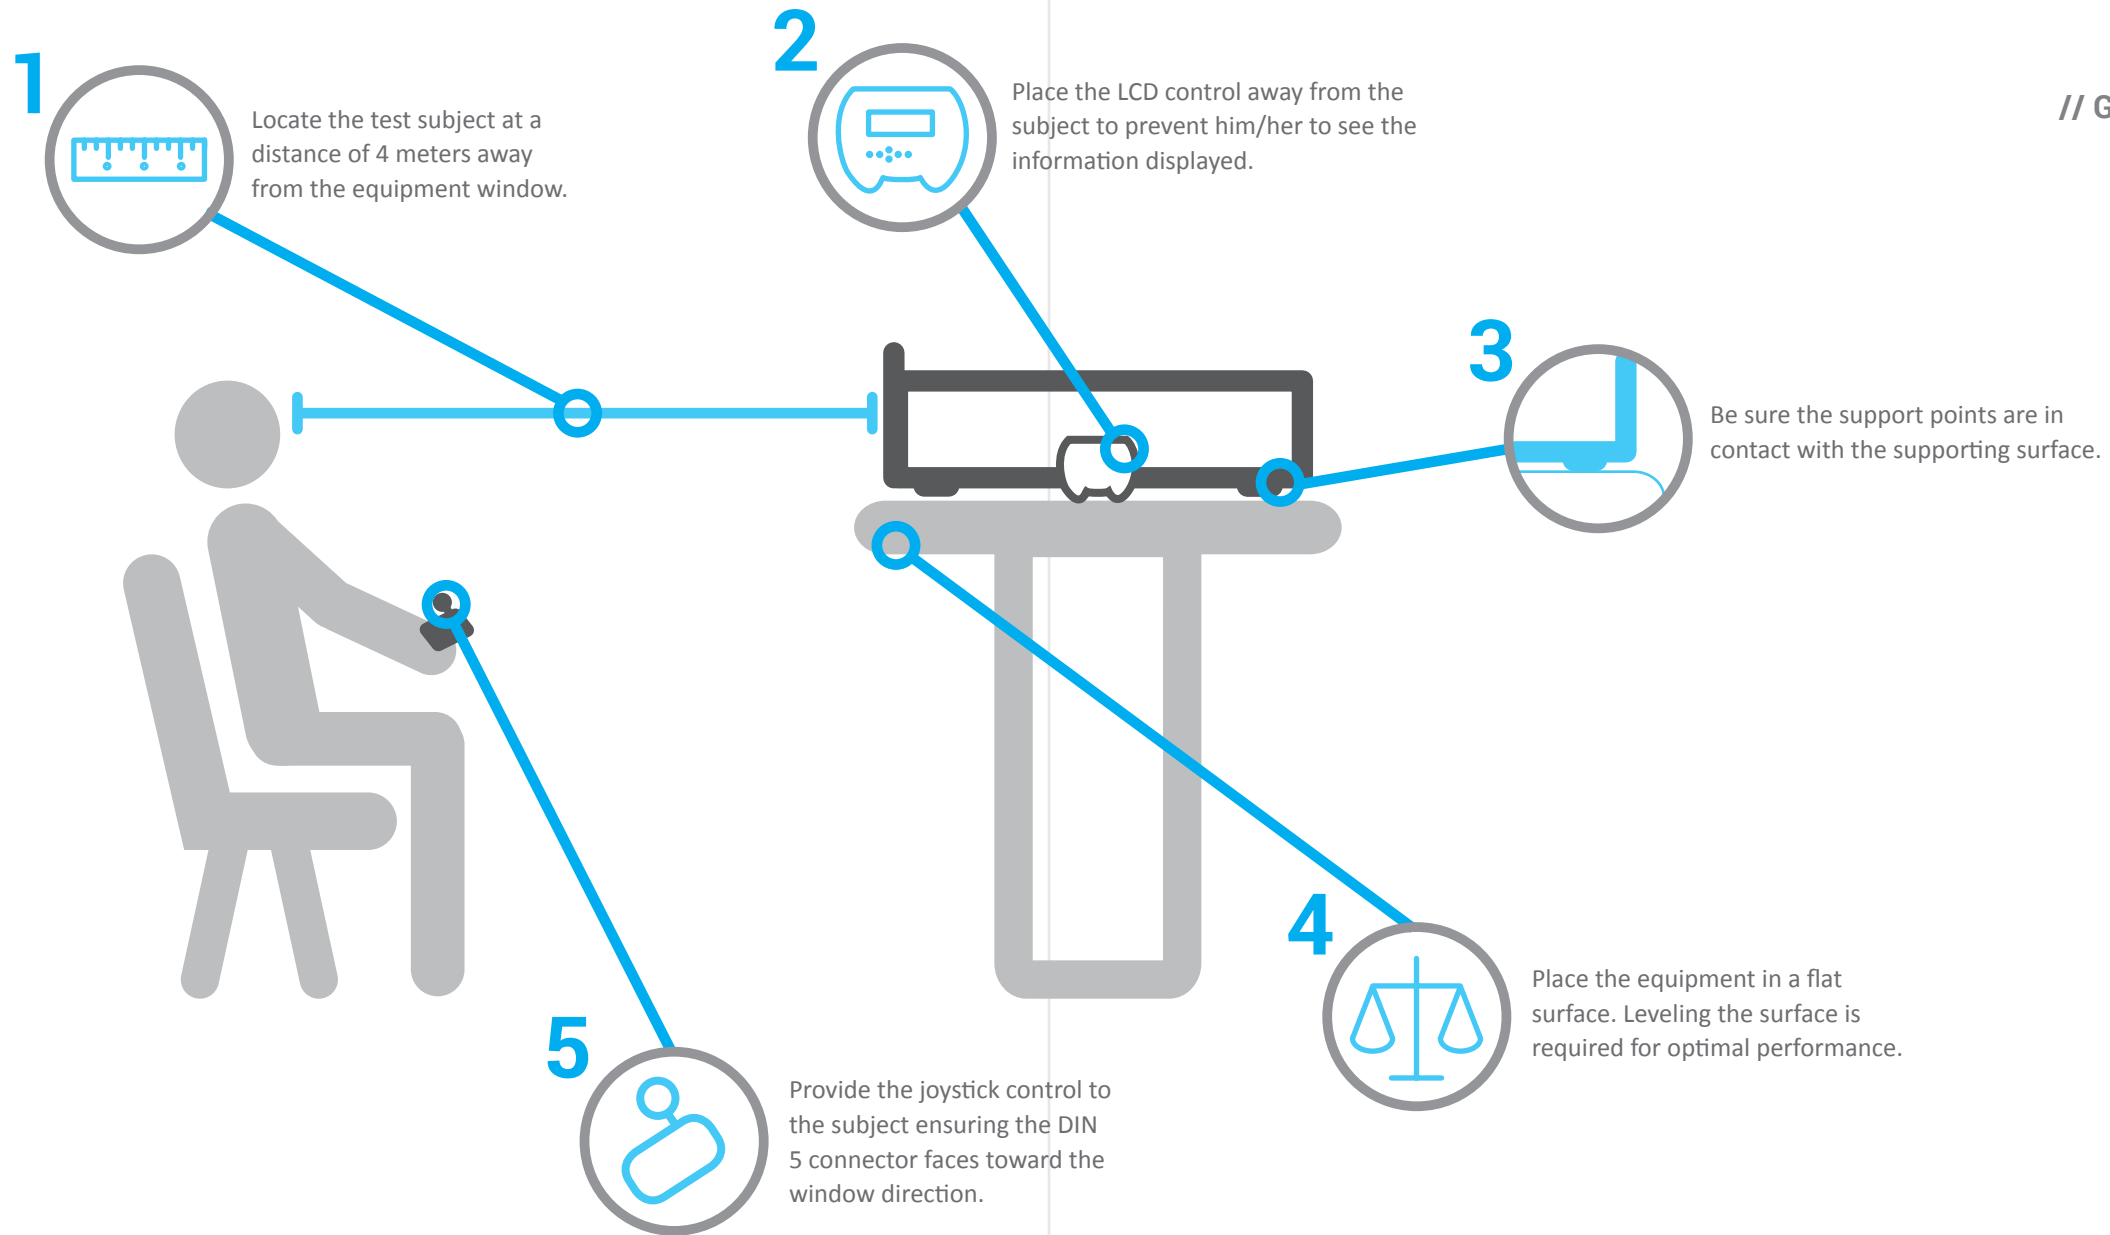 1
Locate the test subject at a
distance of 4 meters away
from the equipment window.
2
Place the LCD control away from the
subject to prevent him/her to see the
information displayed.
// G
3
Be sure the support points are in
contact with the supporting surface.
4
Place the equipment in a flat
surface. Leveling the surface is
required for optimal performance.
5
Provide the joystick control to
the subject ensuring the DIN
5 connector faces toward the
window direction.